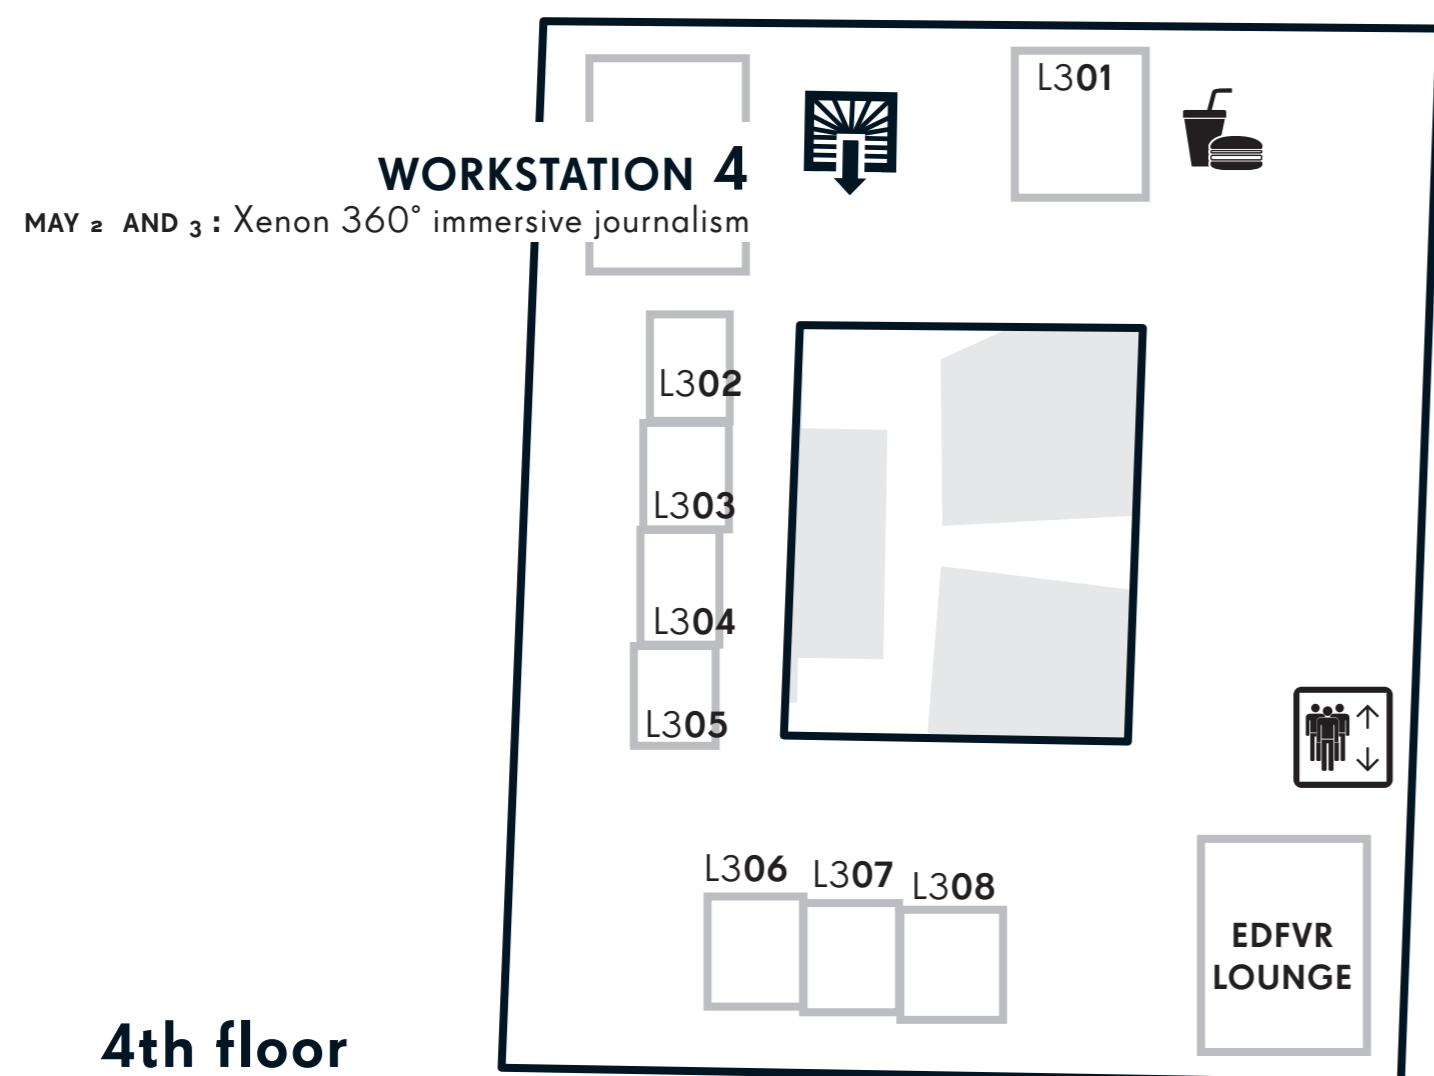 L301
WORKSTATION 4
MAY 2 AND 3 : Xenon 360° immersive journalism
L302
L303
L304
L305
L306 L307 L308
EDFVR
LOUNGE
4th floor